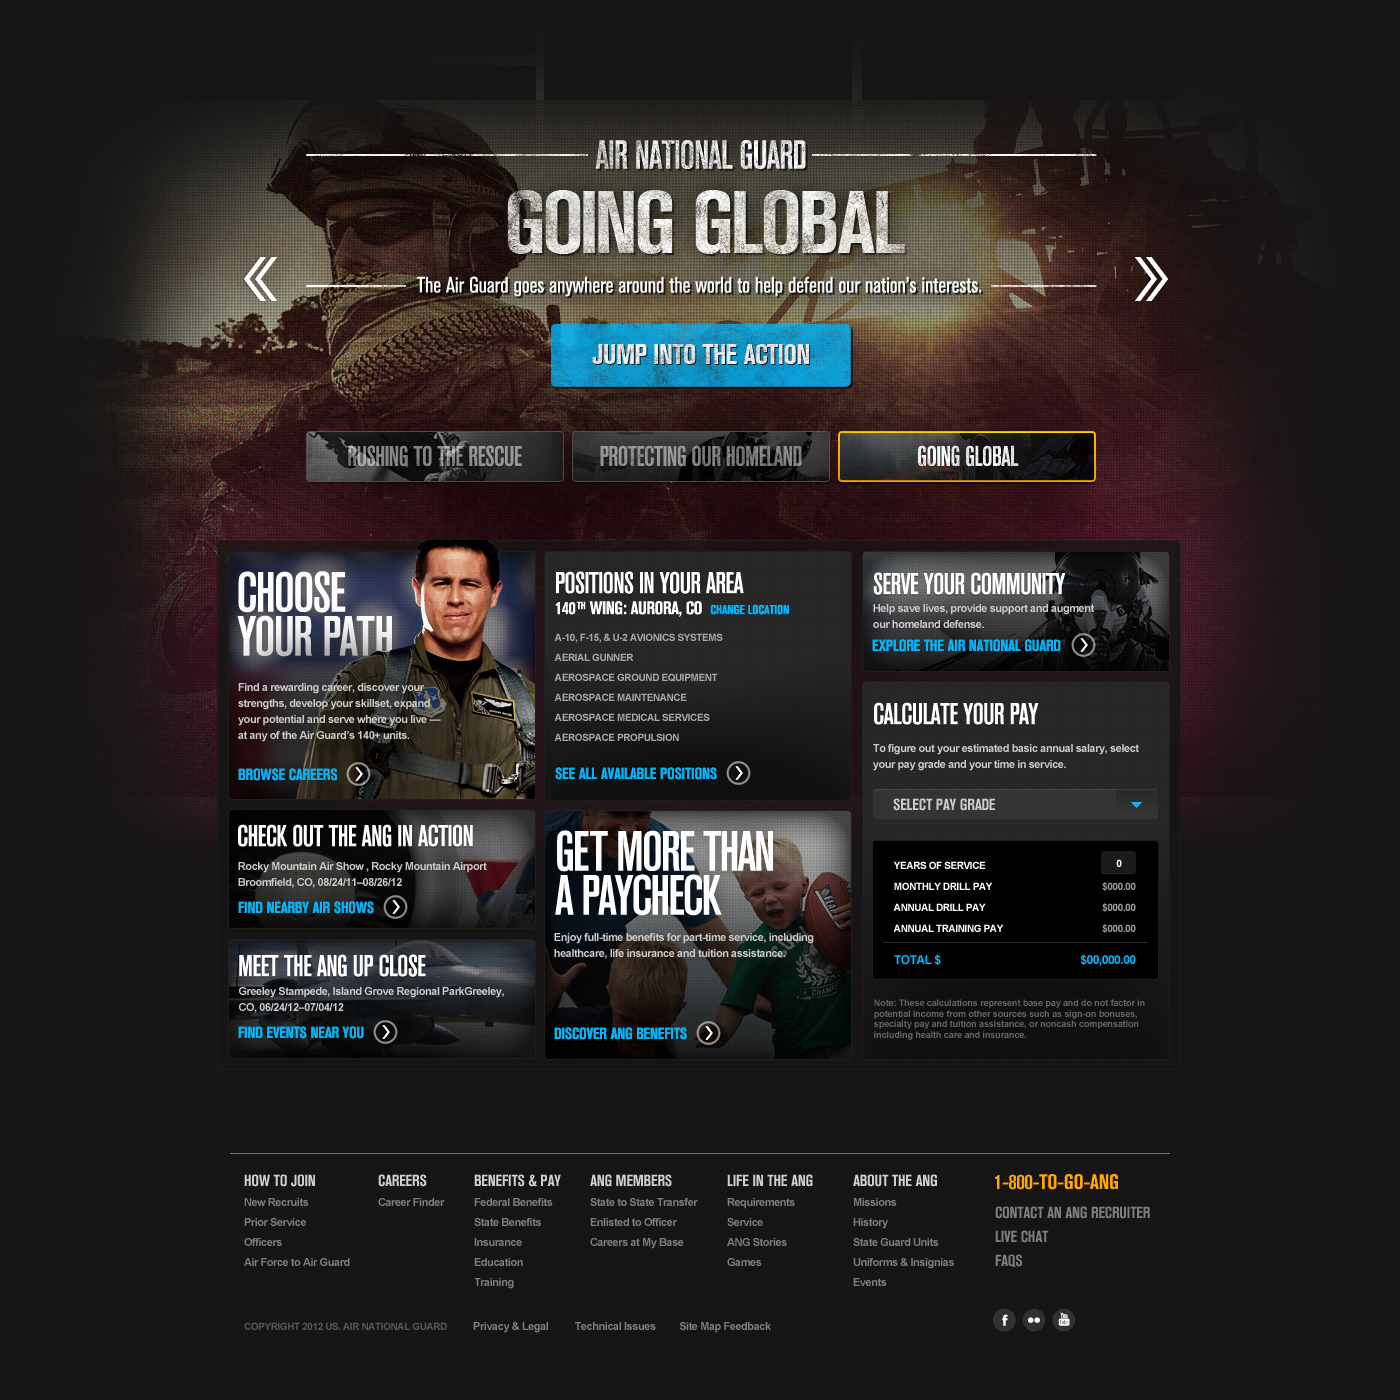 AIR NATIONAL GUARD
GOING GLOBAL
The Air Guard goes anywhere around the world to help defend our nation's interests.
JUMP INTO THE ACTION
RUSHING TO THE RESCUE
PROTECTING OUR HOMELAND
GOING GLOBAL
CHOOSE
YOUR PATH
Find a rewarding career, discover your
strengths, develop your skillset, expand
your potential and serve where you live —
at any of the Air Guard's 140+ units.
BROWSE CAREERS
POSITIONS IN YOUR AREA
140TH WING: AURORA, CO CHANGE LOCATION
A-10, F-15, & U-2 AVIONICS SYSTEMS
AERIAL GUNNER
AEROSPACE GROUND EQUIPMENT
AEROSPACE MAINTENANCE
AEROSPACE MEDICAL SERVICES
AEROSPACE PROPULSION
SEE ALL AVAILABLE POSITIONS
SERVE YOUR COMMUNITY
Help save lives, provide support and augment
our homeland defense.
EXPLORE THE AIR NATIONAL GUARD
CALCULATE YOUR PAY
To figure out your estimated basic annual salary, select
your pay grade and your time in service.
SELECT PAY GRADE
YEARS OF SERVICE 0
MONTHLY DRILL PAY $000.00
ANNUAL DRILL PAY $000.00
ANNUAL TRAINING PAY $000.00
TOTAL $ $00,000.00
Note: These calculations represent base pay and do not factor in
potential income from other sources such as sign-on bonuses,
specialty pay and tuition assistance, or noncash compensation
including health care and insurance.
CHECK OUT THE ANG IN ACTION
Rocky Mountain Air Show , Rocky Mountain Airport
Broomfield, CO, 08/24/11–08/26/12
FIND NEARBY AIR SHOWS
MEET THE ANG UP CLOSE
Greeley Stampede, Island Grove Regional ParkGreeley,
CO, 06/24/12–07/04/12
FIND EVENTS NEAR YOU
GET MORE THAN
A PAYCHECK
Enjoy full-time benefits for part-time service, including
healthcare, life insurance and tuition assistance.
DISCOVER ANG BENEFITS
HOW TO JOIN
New Recruits
Prior Service
Officers
Air Force to Air Guard
CAREERS
Career Finder
BENEFITS & PAY
Federal Benefits
State Benefits
Insurance
Education
Training
ANG MEMBERS
State to State Transfer
Enlisted to Officer
Careers at My Base
LIFE IN THE ANG
Requirements
Service
ANG Stories
Games
ABOUT THE ANG
Missions
History
State Guard Units
Uniforms & Insignias
Events
1-800-TO-GO-ANG
CONTACT AN ANG RECRUITER
LIVE CHAT
FAQS
COPYRIGHT 2012 US. AIR NATIONAL GUARD
Privacy & Legal
Technical Issues
Site Map Feedback